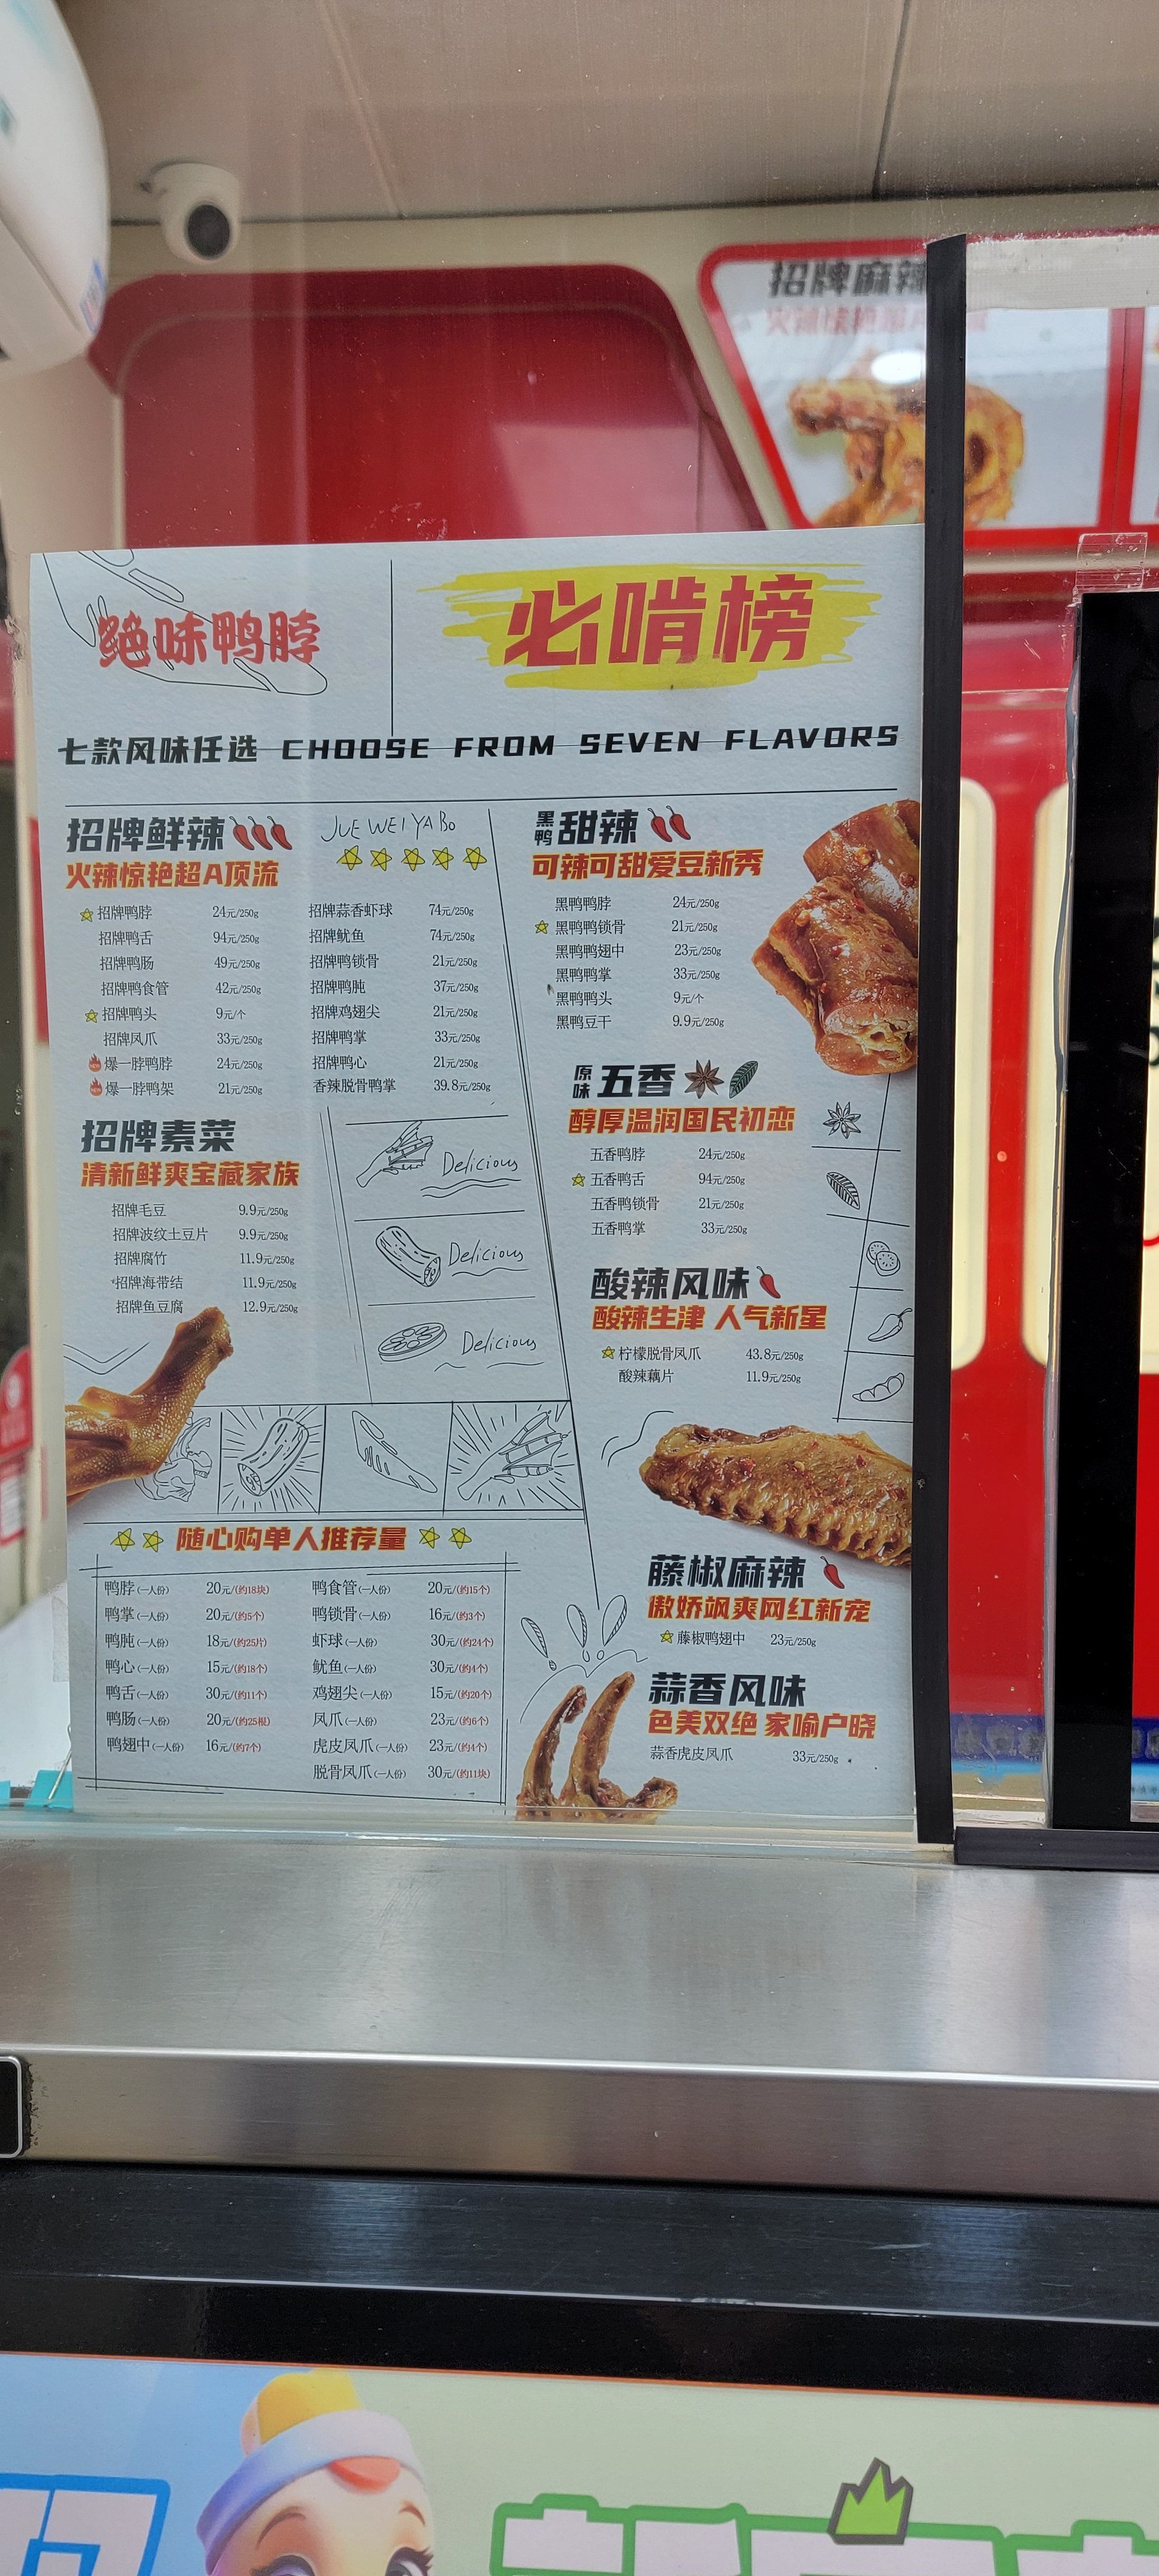 招牌麻辣
绝味鸭脖
必啃榜
七款风味任选 CHOOSE FROM SEVEN FLAVORS
招牌鲜辣
JUE WEI YA BO
火辣惊艳超A顶流
招牌鸭脖 24元/250g
招牌鸭舌 94元/250g
招牌鸭肠 49元/250g
招牌鸭食管 42元/250g
招牌鸭头 9元/个
招牌凤爪 33元/250g
爆一脖鸭脖 24元/250g
爆一脖鸭架 21元/250g
招牌蒜香虾球 74元/250g
招牌鱿鱼 74元/250g
招牌鸭锁骨 21元/250g
招牌鸭肫 37元/250g
招牌鸡翅尖 21元/250g
招牌鸭掌 33元/250g
招牌鸭心 21元/250g
香辣脱骨鸭掌 39.8元/250g
招牌素菜
清新鲜爽宝藏家族
招牌毛豆 9.9元/250g
招牌波纹土豆片 9.9元/250g
招牌腐竹 11.9元/250g
招牌海带结 11.9元/250g
招牌鱼豆腐 12.9元/250g
Delicious
Delicious
Delicious
随心购单人推荐量
鸭脖(一人份) 20元/(约18块)
鸭掌(一人份) 20元/(约5个)
鸭肫(一人份) 18元/(约25片)
鸭心(一人份) 15元/(约18个)
鸭舌(一人份) 30元/(约11个)
鸭肠(一人份) 20元/(约25根)
鸭翅中(一人份) 16元/(约7个)
鸭食管(一人份) 20元/(约15个)
鸭锁骨(一人份) 16元/(约3个)
虾球(一人份) 30元/(约24个)
鱿鱼(一人份) 30元/(约4个)
鸡翅尖(一人份) 15元/(约20个)
凤爪(一人份) 23元/(约6个)
虎皮凤爪(一人份) 23元/(约4个)
脱骨凤爪(一人份) 30元/(约11块)
黑鸭甜辣
可辣可甜爱豆新秀
黑鸭鸭脖 24元/250g
黑鸭鸭锁骨 21元/250g
黑鸭鸭翅中 23元/250g
黑鸭鸭掌 33元/250g
黑鸭鸭头 9元/个
黑鸭豆干 9.9元/250g
原味五香
醇厚温润国民初恋
五香鸭脖 24元/250g
五香鸭舌 94元/250g
五香鸭锁骨 21元/250g
五香鸭掌 33元/250g
酸辣风味
酸辣生津 人气新星
柠檬脱骨凤爪 43.8元/250g
酸辣藕片 11.9元/250g
藤椒麻辣
傲娇飒爽网红新宠
藤椒鸭翅中 23元/250g
蒜香风味
色美双绝 家喻户晓
蒜香虎皮凤爪 33元/250g